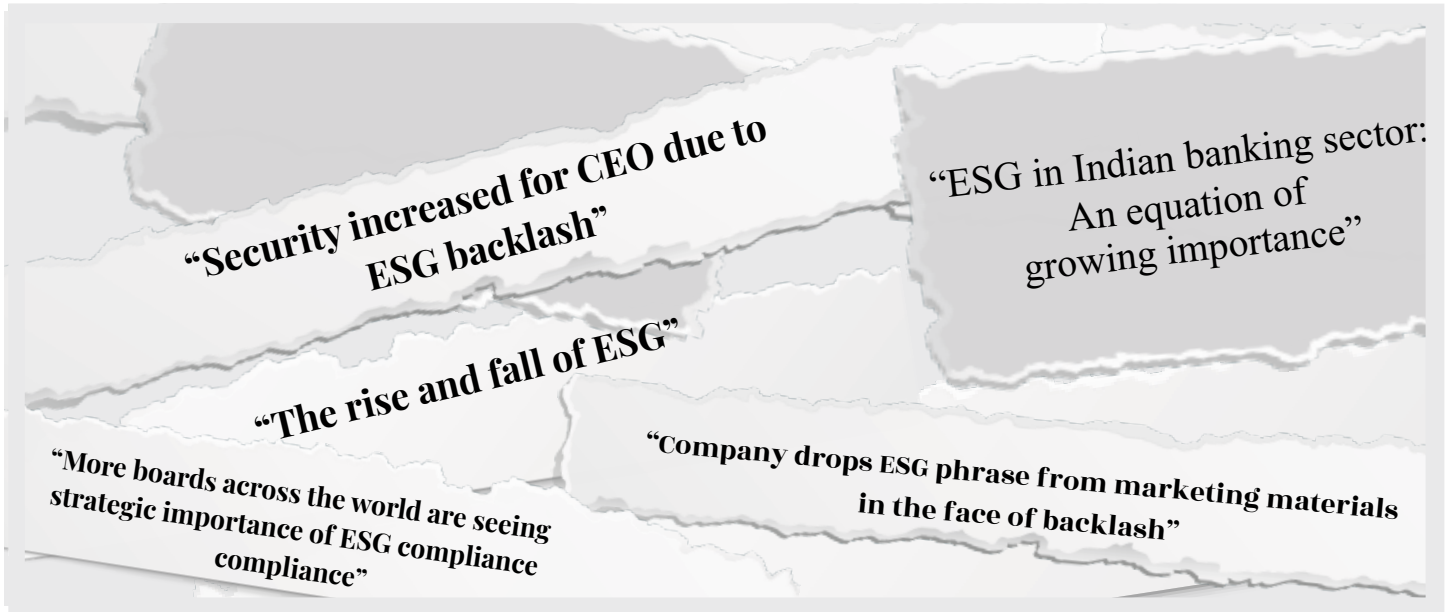 “Security increased for CEO due to
ESG backlash”
“ESG in Indian banking sector:
An equation of
growing importance”
“The rise and fall of ESG”
“More boards across the world are seeing
strategic importance of ESG compliance
compliance”
“Company drops ESG phrase from marketing materials
in the face of backlash”